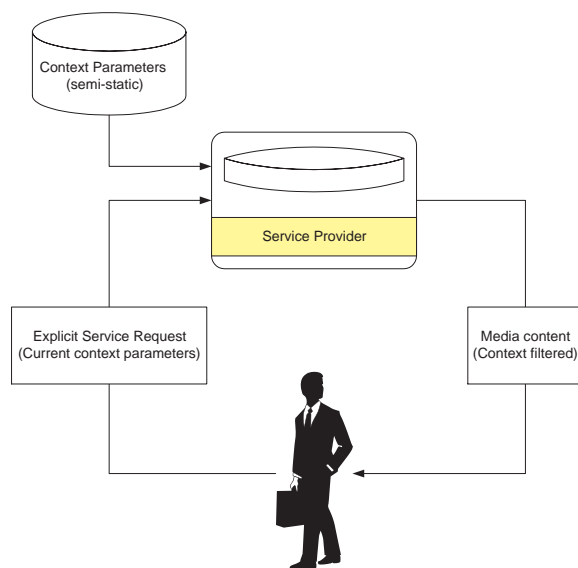 Context Parameters
(semi-static)
Service Provider
Explicit Service Request
(Current context parameters)
Media content
(Context filtered)